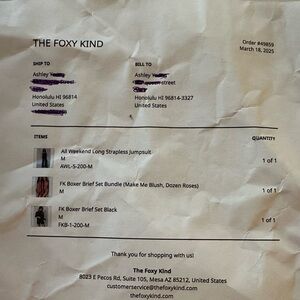 THE FOXY KIND
Order #49859
March 18, 2025
SHIP TO
Ashley
Honolulu HI 96814
United States
BILL TO
Ashley
street
Honolulu HI 96814-3327
United States
ITEMS
QUANTITY
All Weekend Long Strapless Jumpsuit
M
AWL-S-200-M
1 of 1
FK Boxer Brief Set Bundle (Make Me Blush, Dozen Roses)
M
1 of 1
FK Boxer Brief Set Black
M
FKB-1-200-M
1 of 1
Thank you for shopping with us!
The Foxy Kind
8023 E Pecos Rd, Suite 105, Mesa AZ 85212, United States
customerservice@thefoxykind.com
thefoxykind.com